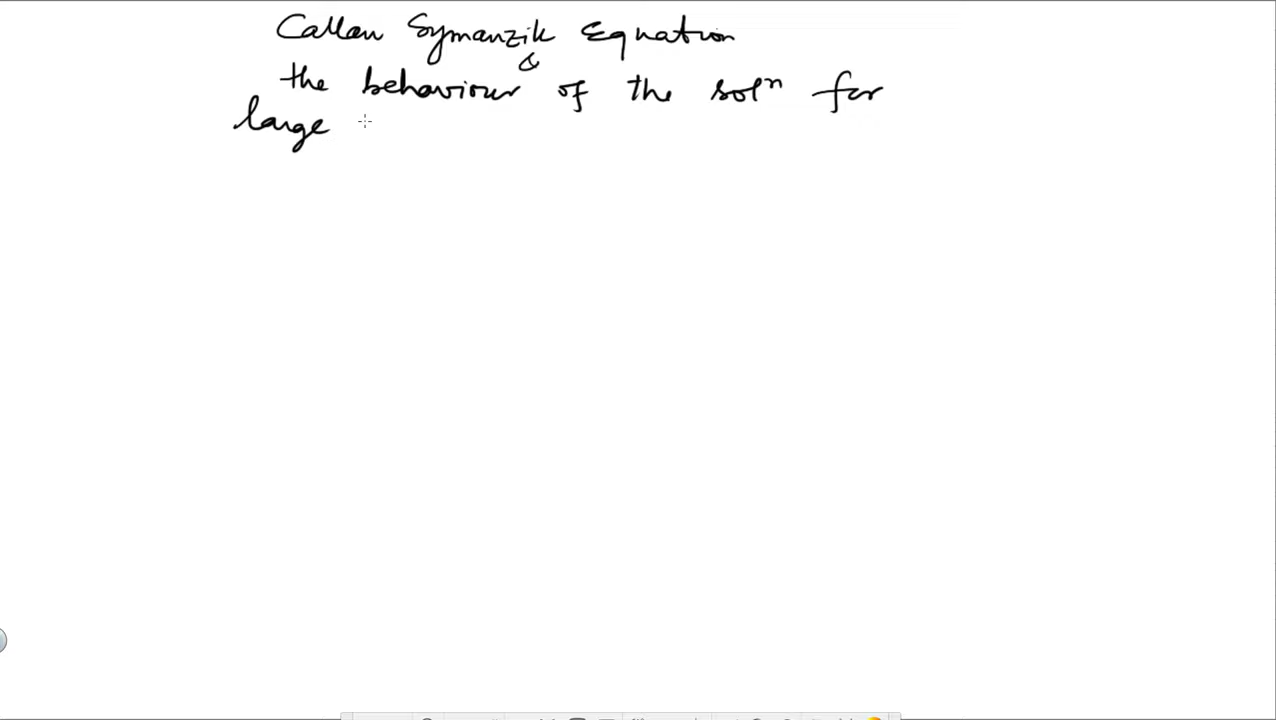 Callan Symanzik Equation
&
the behaviour of the solⁿ for
large